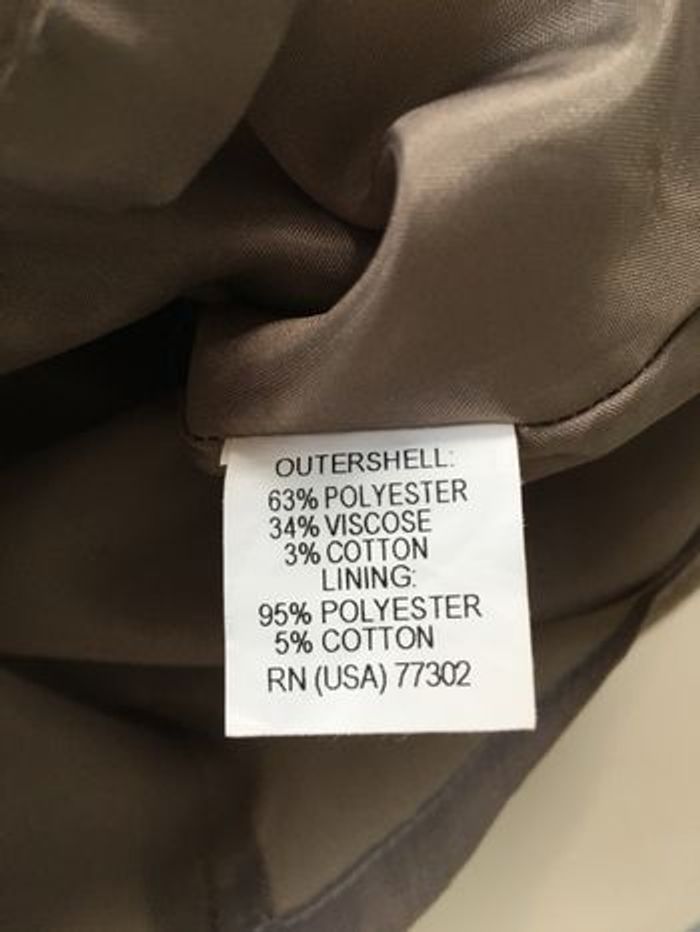 OUTERSHELL:
63% POLYESTER
34% VISCOSE
3% COTTON
LINING:
95% POLYESTER
5% COTTON
RN (USA) 77302